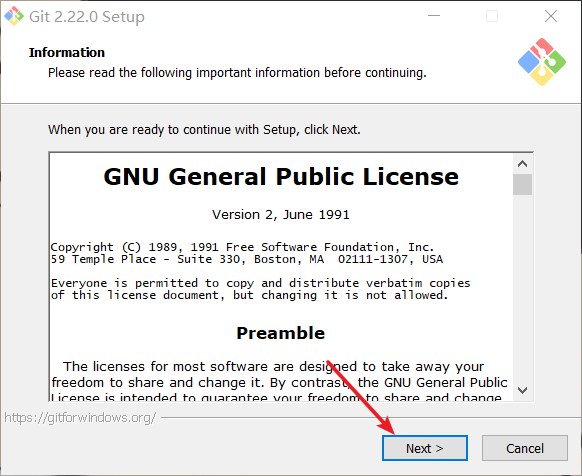 Git 2.22.0 Setup
Information
Please read the following important information before continuing.
When you are ready to continue with Setup, click Next.
GNU General Public License
Version 2, June 1991
Copyright (C) 1989, 1991 Free Software Foundation, Inc.
59 Temple Place - Suite 330, Boston, MA  02111-1307, USA
Everyone is permitted to copy and distribute verbatim copies
of this license document, but changing it is not allowed.
Preamble
The licenses for most software are designed to take away your
freedom to share and change it. By contrast, the GNU General Public
License is intended to guarantee your freedom to share and change
https://gitforwindows.org/
Next >
Cancel